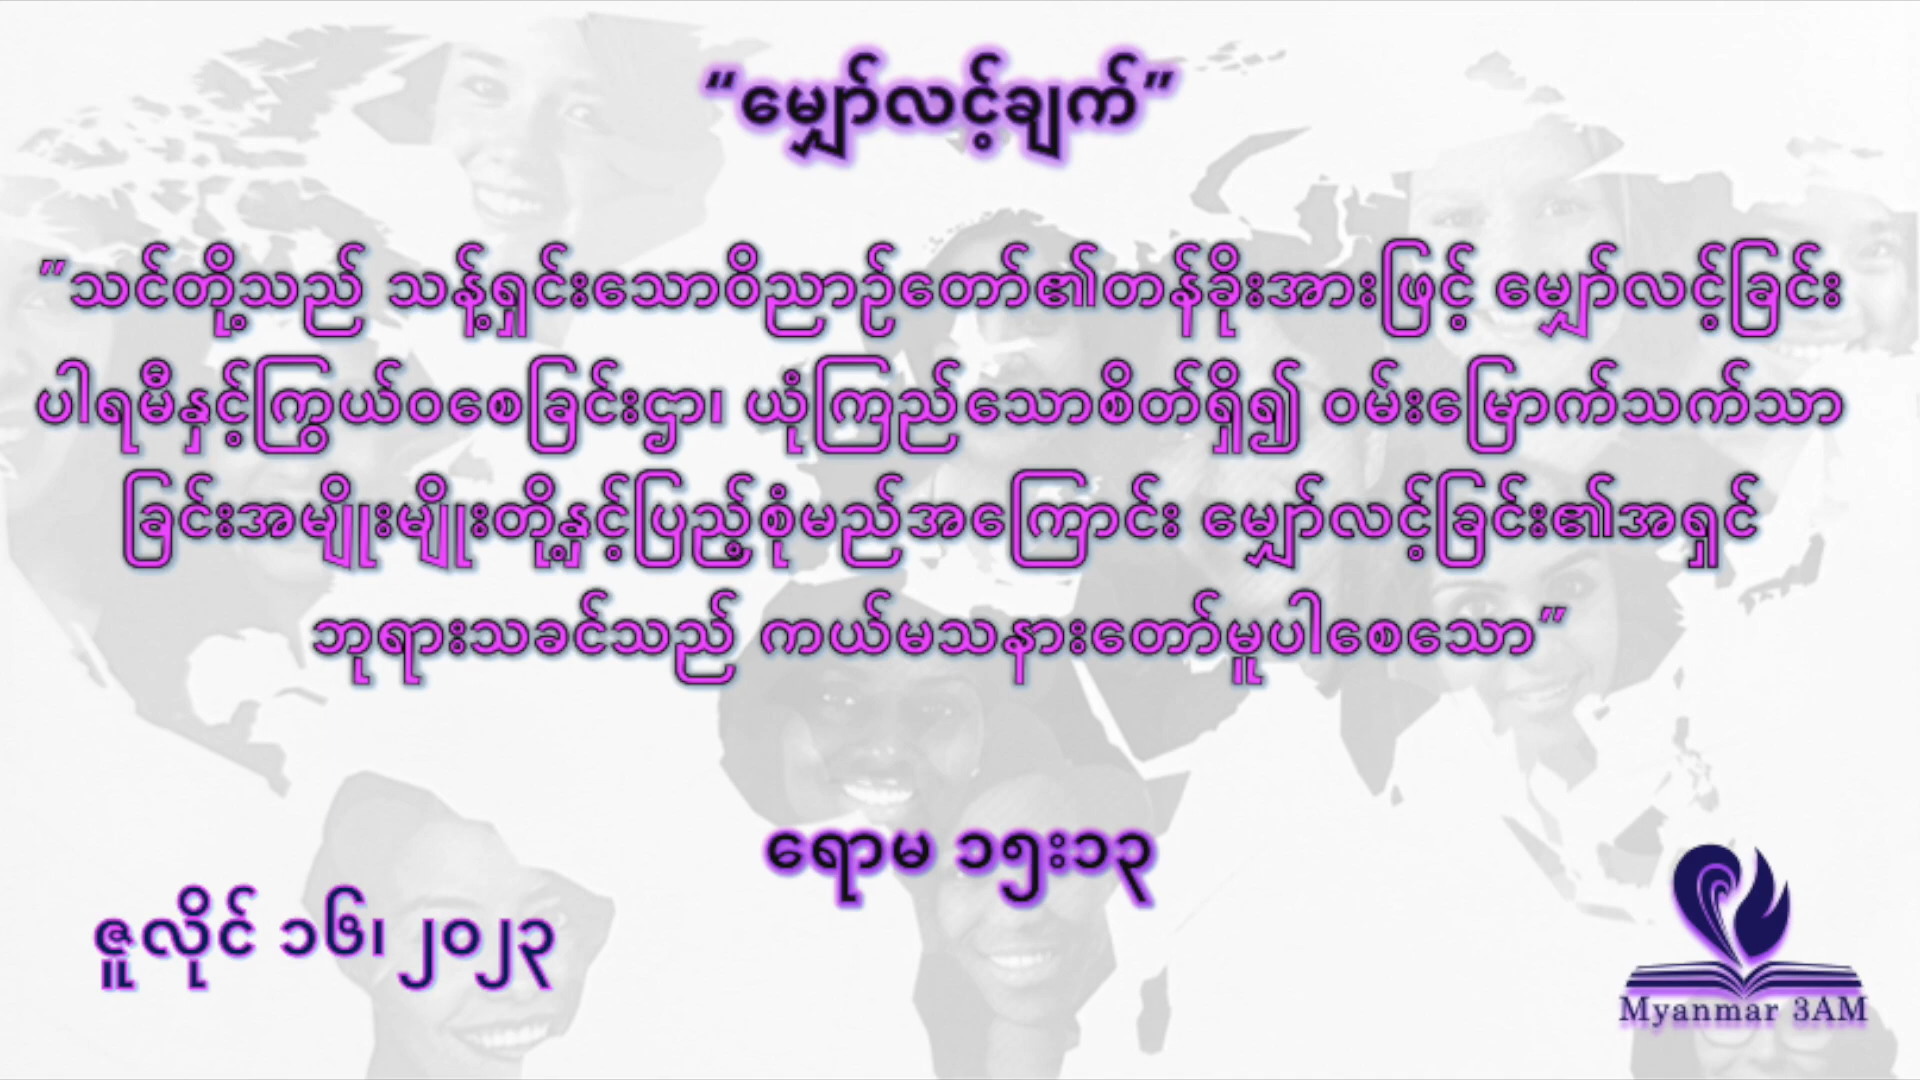 “မျှော်လင့်ချက်”
"သင်တို့သည် သန့်ရှင်းသောဝိညာဉ်တော်၏တန်ခိုးအားဖြင့် မျှော်လင့်ခြင်း
ပါရမီနှင့်ကြွယ်ဝစေခြင်းဌာ၊ ယုံကြည်သောစိတ်ရှိ၍ ဝမ်းမြောက်သက်သာ
ခြင်းအမျိုးမျိုးတို့နှင့်ပြည့်စုံမည်အကြောင်း မျှော်လင့်ခြင်း၏အရှင်
ဘုရားသခင်သည် ကယ်မသနားတော်မူပါစေသော"
ရောမ ၁၅း၁၃
ဇူလိုင် ၁၆၊ ၂၀၂၃
Myanmar 3AM